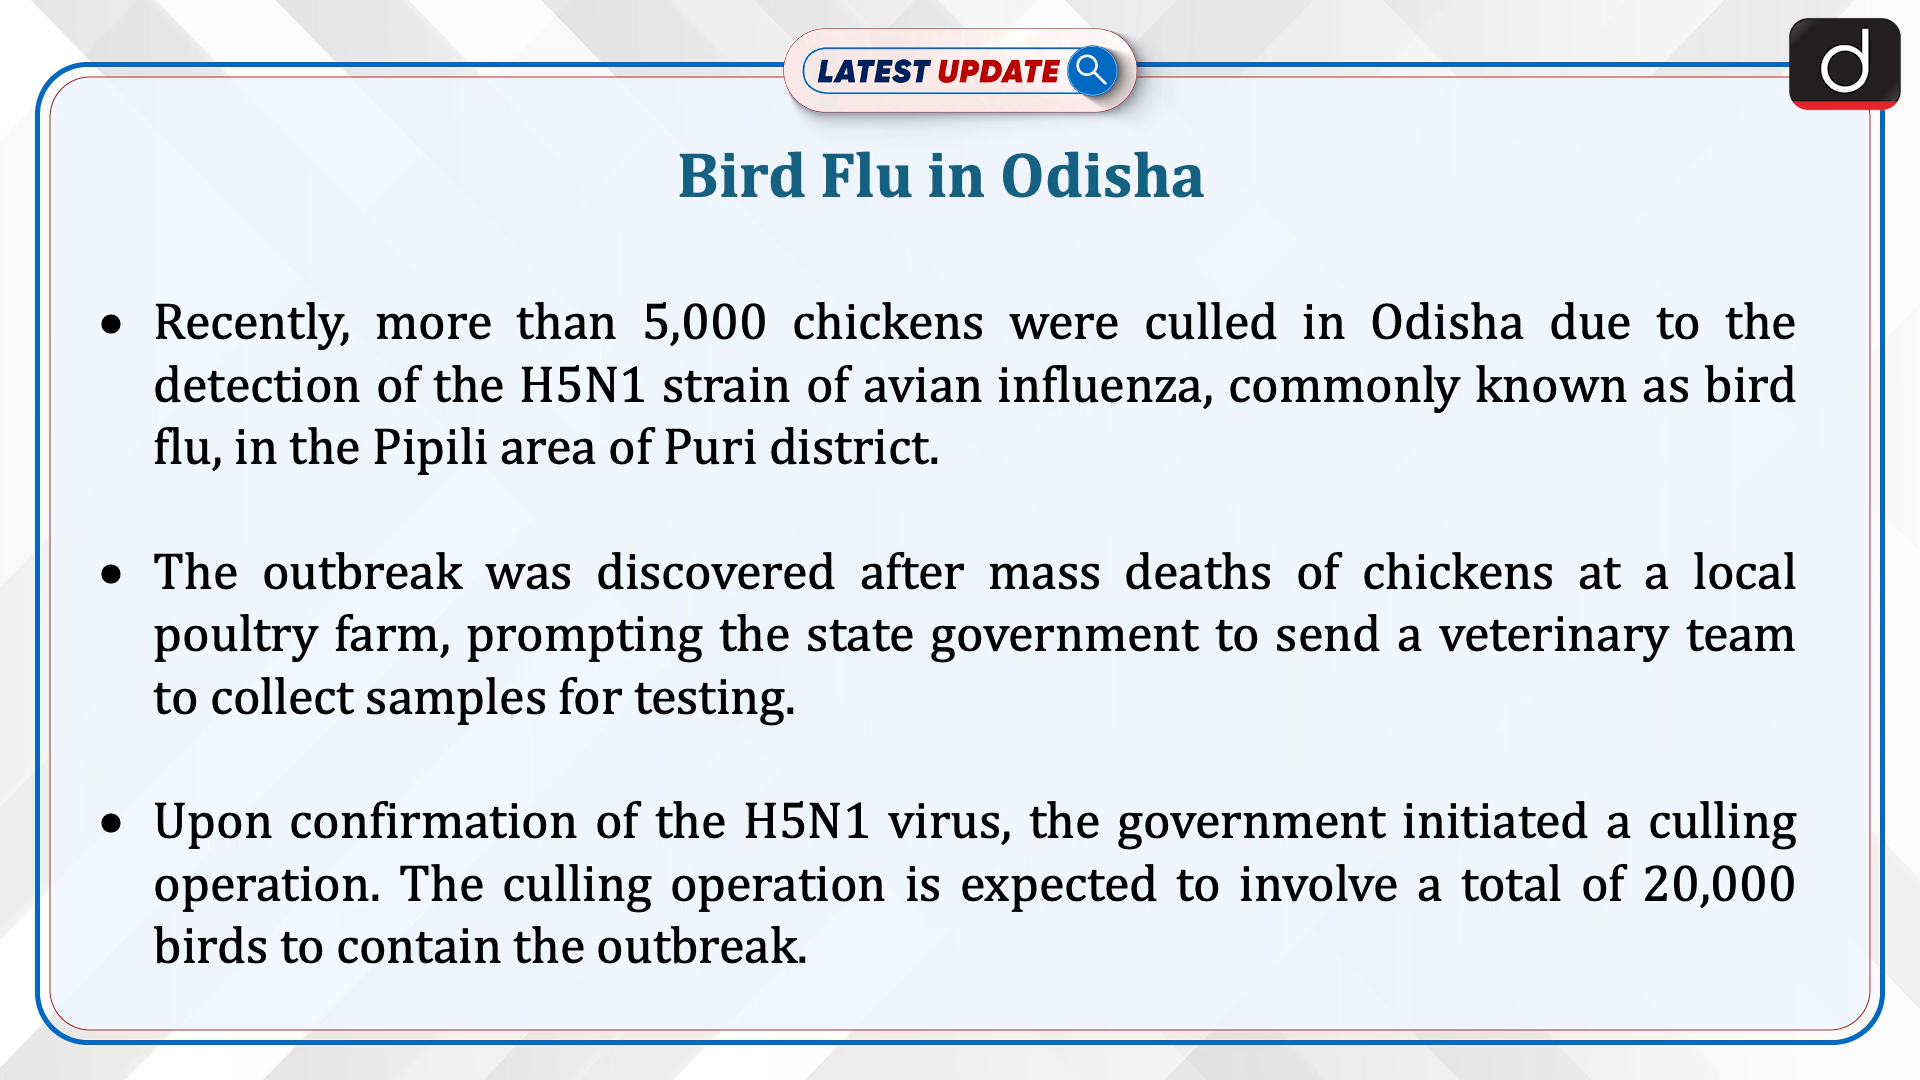 LATEST UPDATE
d
Bird Flu in Odisha
• Recently, more than 5,000 chickens were culled in Odisha due to the
detection of the H5N1 strain of avian influenza, commonly known as bird
flu, in the Pipili area of Puri district.
• The outbreak was discovered after mass deaths of chickens at a local
poultry farm, prompting the state government to send a veterinary team
to collect samples for testing.
• Upon confirmation of the H5N1 virus, the government initiated a culling
operation. The culling operation is expected to involve a total of 20,000
birds to contain the outbreak.